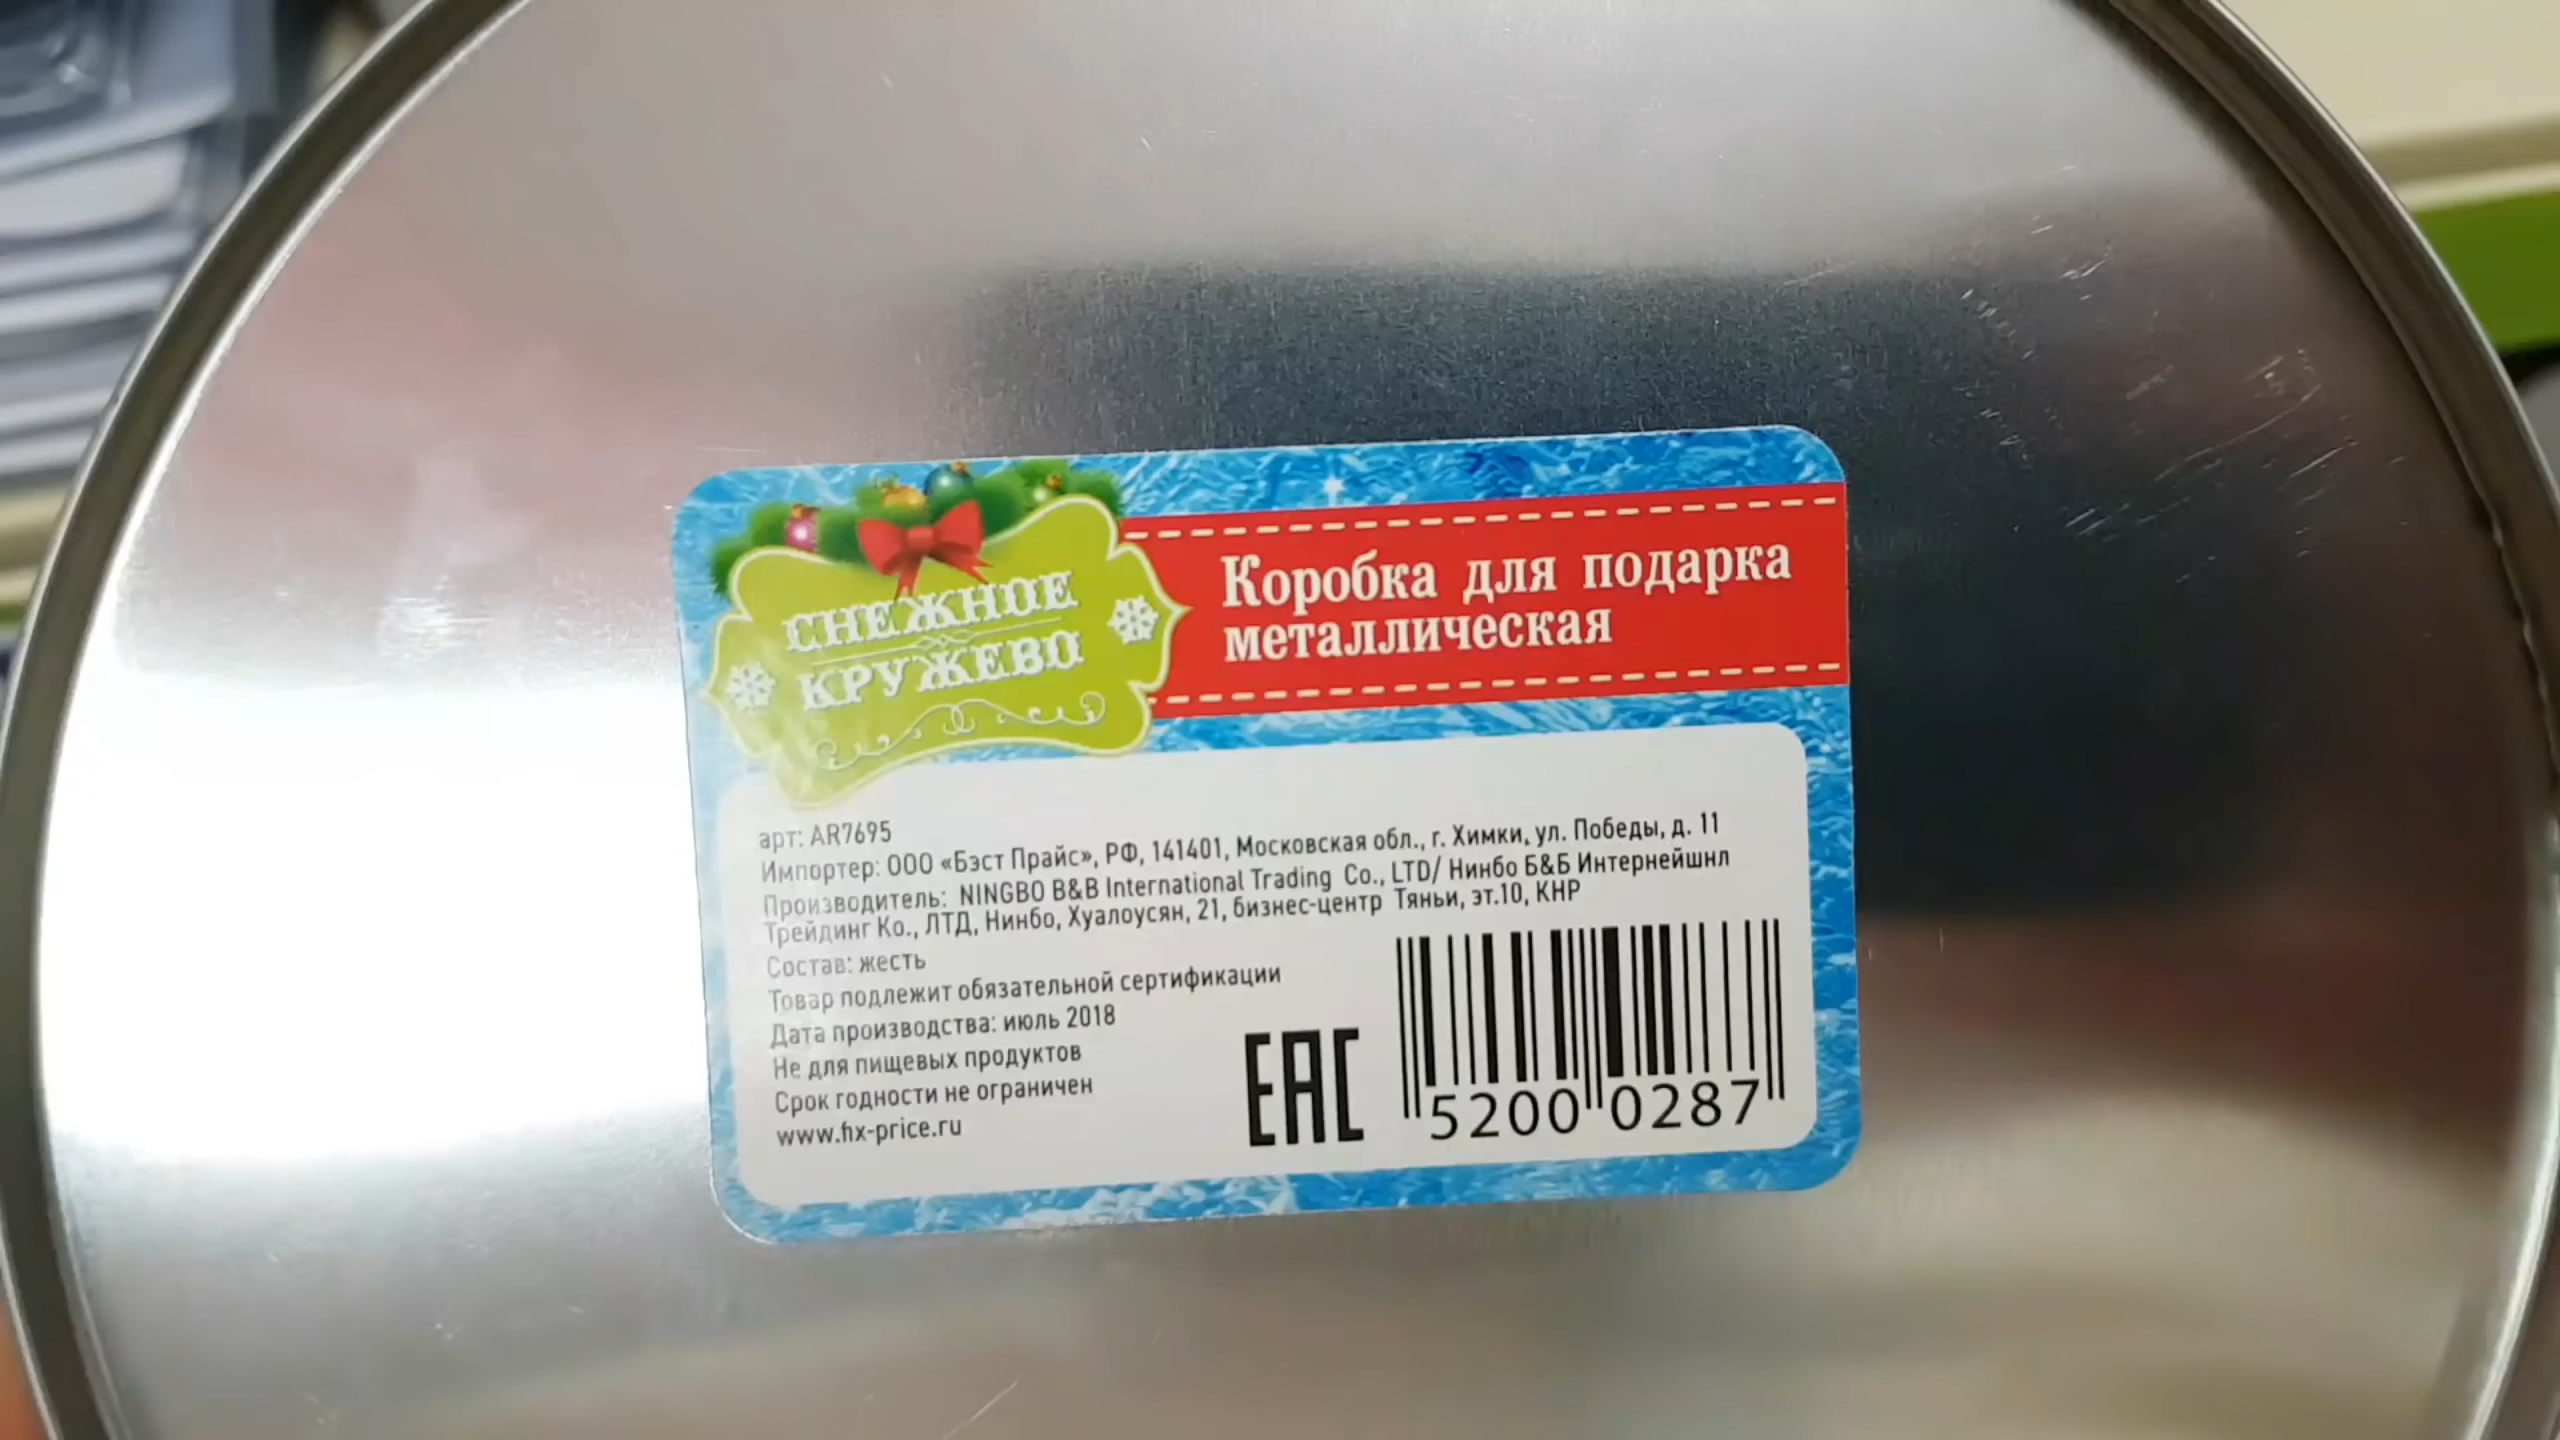 СНЕЖНОЕ
КРУЖЕВО
Коробка для подарка
металлическая
арт: AR7695
Импортер: ООО «Бэст Прайс», РФ, 141401, Московская обл., г. Химки, ул. Победы, д. 11
Производитель: NINGBO B&B International Trading Co., LTD/ Нинбо Б&Б Интернейшнл
Трейдинг Ко., ЛТД, Нинбо, Хуалоусян, 21, бизнес-центр Тяньи, эт.10, КНР
Состав: жесть
Товар подлежит обязательной сертификации
Дата производства: июль 2018
Не для пищевых продуктов
Срок годности не ограничен
www.fix-price.ru
EAC
5200 0287